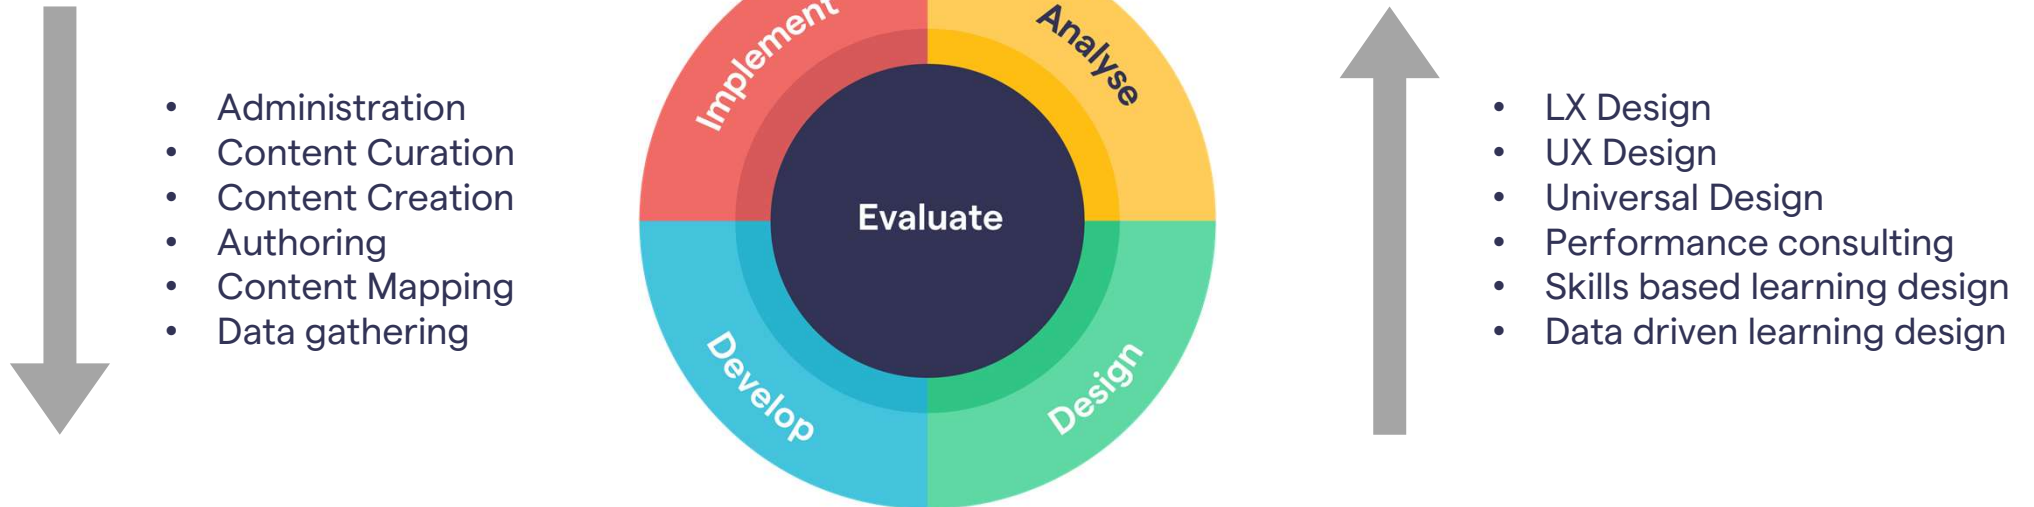 • Administration
• Content Curation
• Content Creation
• Authoring
• Content Mapping
• Data gathering
Implement
Analyse
Evaluate
Develop
Design
• LX Design
• UX Design
• Universal Design
• Performance consulting
• Skills based learning design
• Data driven learning design